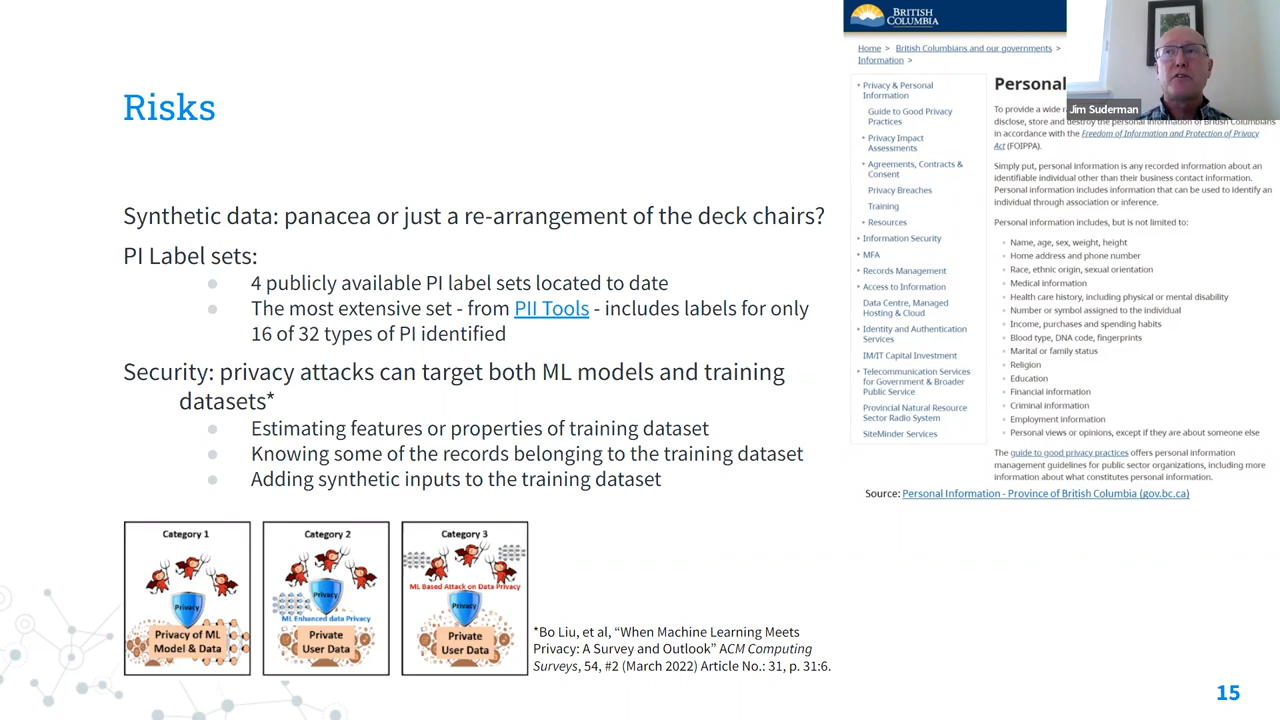 Risks
Synthetic data: panacea or just a re-arrangement of the deck chairs?
PI Label sets:
4 publicly available PI label sets located to date
The most extensive set - from PII Tools - includes labels for only
16 of 32 types of PI identified
Security: privacy attacks can target both ML models and training
datasets*
Estimating features or properties of training dataset
Knowing some of the records belonging to the training dataset
Adding synthetic inputs to the training dataset
Category 1
Privacy
Privacy of ML
Model & Data
Category 2
Privacy
ML Enhanced data Privacy
Private
User Data
Category 3
ML Based Attack on Data Privacy
Privacy
Private
User Data
*Bo Liu, et al, “When Machine Learning Meets
Privacy: A Survey and Outlook” ACM Computing
Surveys, 54, #2 (March 2022) Article No.: 31, p. 31:6.
BRITISH
COLUMBIA
Home > British Columbians and our governments >
Information >
Privacy & Personal
Information
Guide to Good Privacy
Practices
Privacy Impact
Assessments
Agreements, Contracts &
Consent
Privacy Breaches
Training
Resources
Information Security
MFA
Records Management
Access to Information
Data Centre, Managed
Hosting & Cloud
Identity and Authentication
Services
IM/IT Capital Investment
Telecommunication Services
for Government & Broader
Public Service
Provincial Natural Resource
Sector Radio System
SiteMinder Services
Personal
Jim Suderman
To provide a wide
disclose, store and destroy the personal information of British Columbians
in accordance with the Freedom of Information and Protection of Privacy
Act (FOIPPA).
Simply put, personal information is any recorded information about an
identifiable individual other than their business contact information.
Personal information includes information that can be used to identify an
individual through association or inference.
Personal information includes, but is not limited to:
Name, age, sex, weight, height
Home address and phone number
Race, ethnic origin, sexual orientation
Medical information
Health care history, including physical or mental disability
Number or symbol assigned to the individual
Income, purchases and spending habits
Blood type, DNA code, fingerprints
Marital or family status
Religion
Education
Financial information
Criminal information
Employment information
Personal views or opinions, except if they are about someone else
The guide to good privacy practices offers personal information
management guidelines for public sector organizations, including more
information about what constitutes personal information.
Source: Personal Information - Province of British Columbia (gov.bc.ca)
15